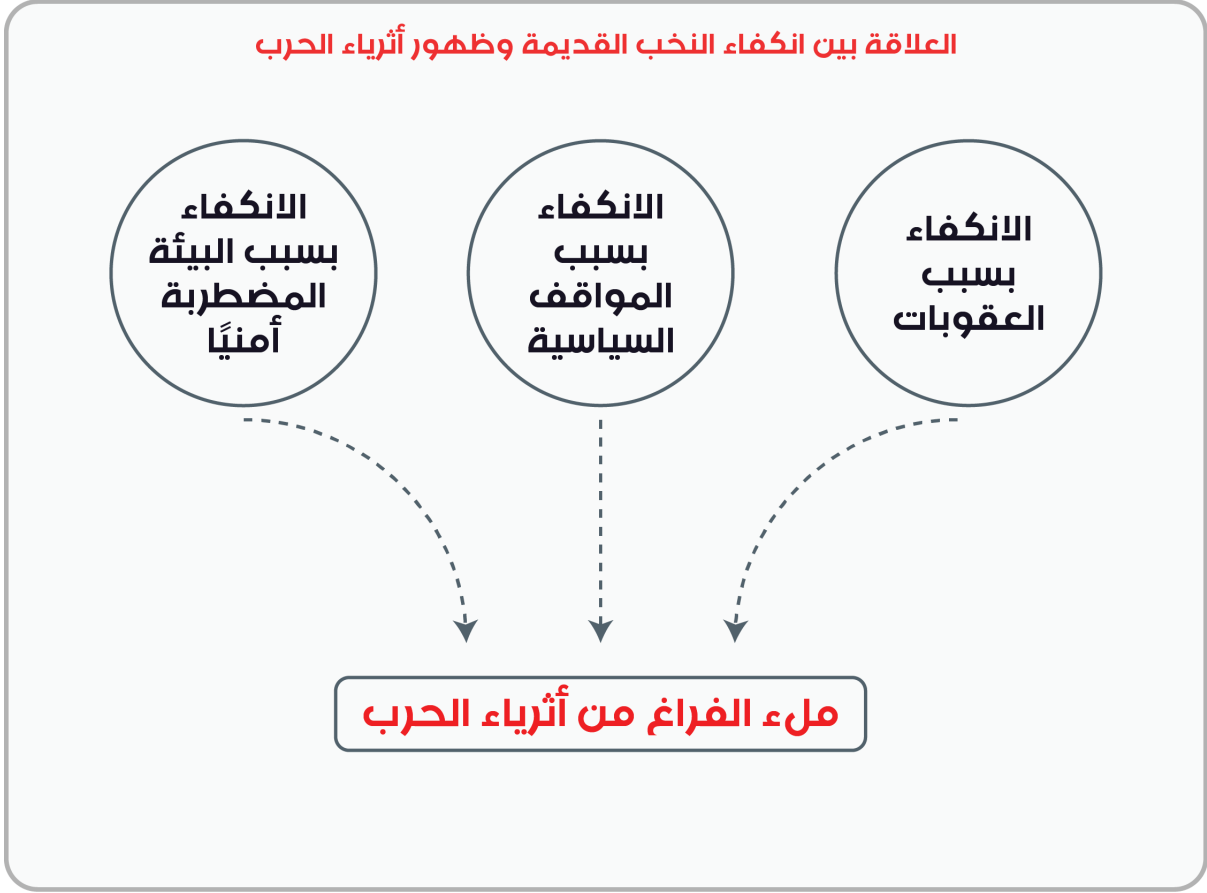 العلاقة بين انكفاء النخب القديمة وظهور أثرياء الحرب
الانكفاء
بسبب
العقوبات
الانكفاء
بسبب
المواقف
السياسية
الانكفاء
بسبب البيئة
المضطربة
أمنيًا
ملء الفراغ من أثرياء الحرب